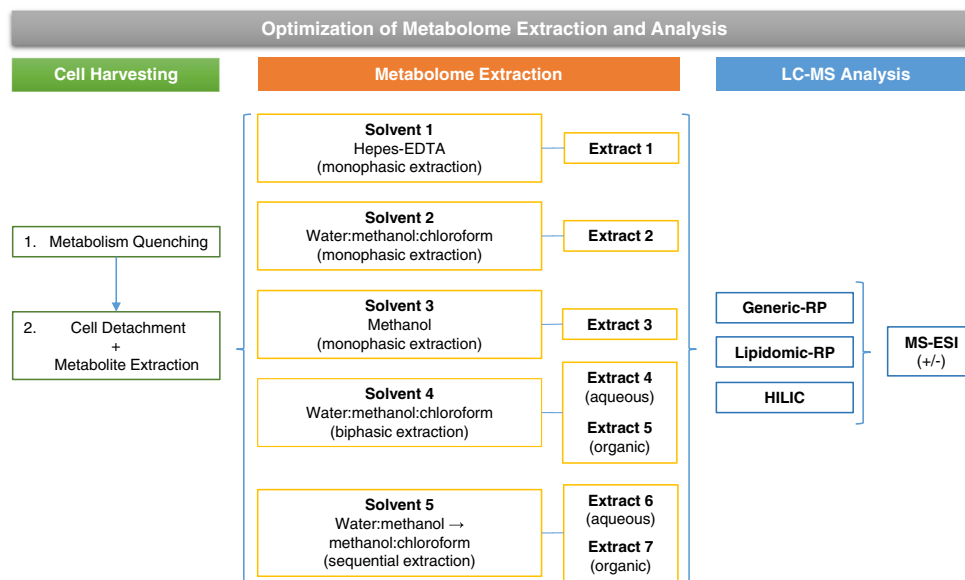 Optimization of Metabolome Extraction and Analysis
Cell Harvesting
Metabolome Extraction
LC-MS Analysis
1. Metabolism Quenching
2. Cell Detachment
+
Metabolite Extraction
Solvent 1
Hepes-EDTA
(monophasic extraction)
Extract 1
Solvent 2
Water:methanol:chloroform
(monophasic extraction)
Extract 2
Solvent 3
Methanol
(monophasic extraction)
Extract 3
Solvent 4
Water:methanol:chloroform
(biphasic extraction)
Extract 4
(aqueous)
Extract 5
(organic)
Solvent 5
Water:methanol →
methanol:chloroform
(sequential extraction)
Extract 6
(aqueous)
Extract 7
(organic)
Generic-RP
Lipidomic-RP
HILIC
MS-ESI
(+/-)